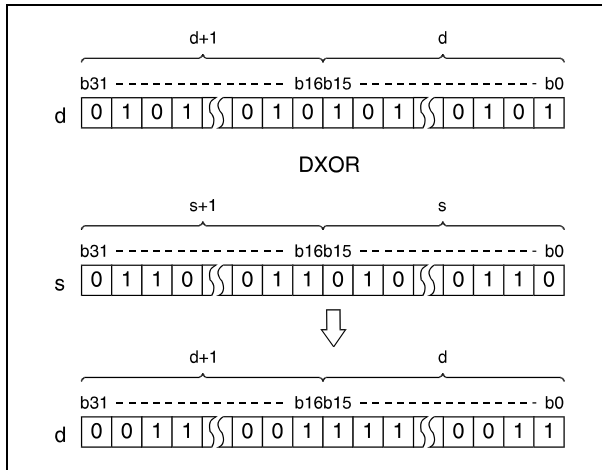 d+1 d
b31 b16b15 b0
d 0 1 0 1 0 1 0 1 0 1 0 1 0 1
DXOR
s+1 s
b31 b16b15 b0
s 0 1 1 0 0 1 1 0 1 0 0 1 1 0
d+1 d
b31 b16b15 b0
d 0 0 1 1 0 0 1 1 1 1 0 0 1 1